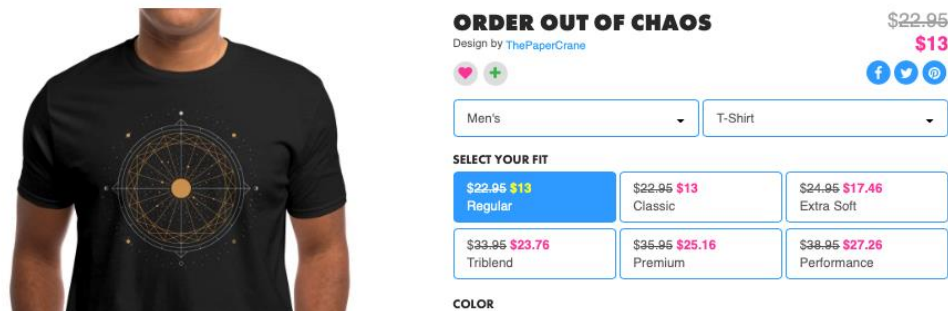 ORDER OUT OF CHAOS
$22.95
Design by ThePaperCrane
$13
Men's
T-Shirt
SELECT YOUR FIT
$22.95 $13
Regular
$22.95 $13
Classic
$24.95 $17.46
Extra Soft
$33.95 $23.76
Triblend
$35.95 $25.16
Premium
$38.95 $27.26
Performance
COLOR